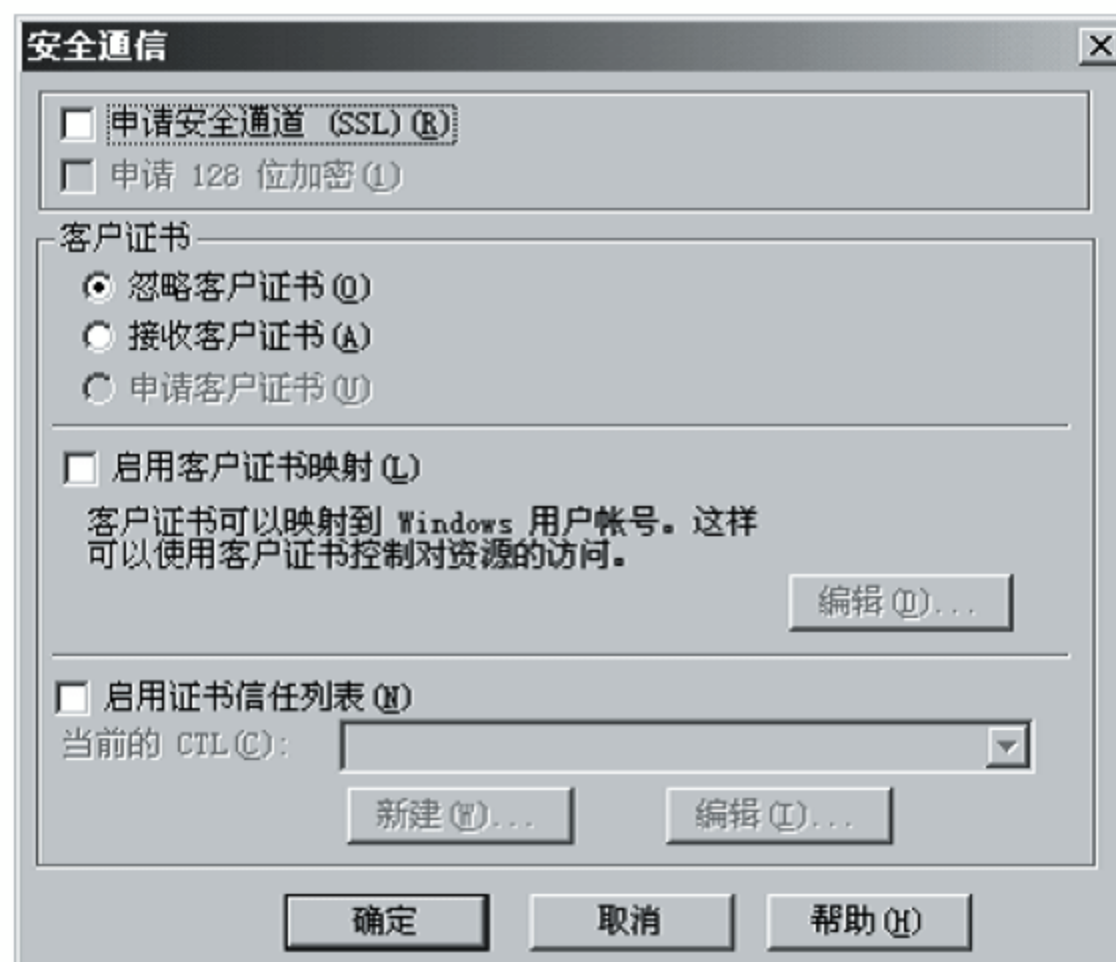 安全通信
申请安全通道 (SSL)(R)
申请 128 位加密(1)
客户证书
忽略客户证书(O)
接收客户证书(A)
申请客户证书(U)
启用客户证书映射(L)
客户证书可以映射到 Windows 用户帐号。这样
可以使用客户证书控制对资源的访问。
编辑(D)...
启用证书信任列表(N)
当前的 CTL(C):
新建(W)...
编辑(I)...
确定
取消
帮助(H)